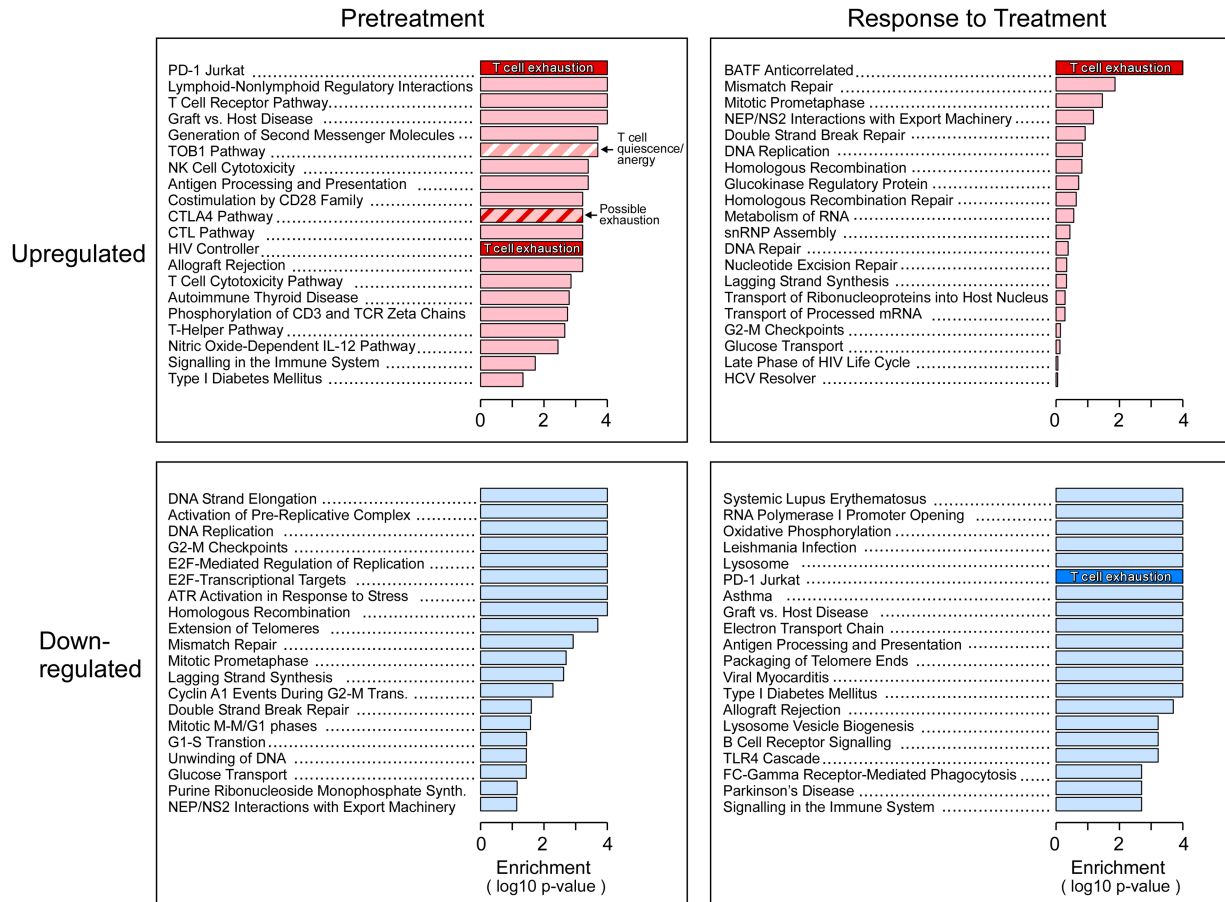 Pretreatment
Response to Treatment
Upregulated
PD-1 Jurkat
T cell exhaustion
Lymphoid-Nonlyphoid Regulatory Interactions
T Cell Receptor Pathway
Graft vs. Host Disease
Generation of Second Messenger Molecules
TOB1 Pathway
T cell
quiescence/
anergy
NK Cell Cytotoxicity
Antigen Processing and Presentation
Costimulation by CD28 Family
CTLA4 Pathway
Possible
exhaustion
CTL Pathway
HIV Controller
T cell exhaustion
Allograft Rejection
T Cell Cytotoxicity Pathway
Autoimmune Thyroid Disease
Phosphorylation of CD3 and TCR Zeta Chains
T-Helper Pathway
Nitric Oxide-Dependent IL-12 Pathway
Signalling in the Immune System
Type I Diabetes Mellitus
0 2 4
BATF Anticorrelated
T cell exhaustion
Mismatch Repair
Mitotic Prometaphase
NEP/NS2 Interactions with Export Machinery
Double Strand Break Repair
DNA Replication
Homologous Recombination
Glucokinase Regulatory Protein
Homologous Recombination Repair
Metabolism of RNA
snRNP Assembly
DNA Repair
Nucleotide Excision Repair
Lagging Strand Synthesis
Transport of Ribonucleoproteins into Host Nucleus
Transport of Processed mRNA
G2-M Checkpoints
Glucose Transport
Late Phase of HIV Life Cycle
HCV Resolver
0 2 4
Down-
regulated
DNA Strand Elongation
Activation of Pre-Replicative Complex
DNA Replication
G2-M Checkpoints
E2F-Mediated Regulation of Replication
E2F-Transcriptional Targets
ATR Activation in Response to Stress
Homologous Recombination
Extension of Telomeres
Mismatch Repair
Mitotic Prometaphase
Lagging Strand Synthesis
Cyclin A1 Events During G2-M Trans.
Double Strand Break Repair
Mitotic M-M/G1 phases
G1-S Transtion
Unwinding of DNA
Glucose Transport
Purine Ribonucleoside Monophosphate Synth.
NEP/NS2 Interactions with Export Machinery
0 2 4
Enrichment
( log10 p-value )
Systemic Lupus Erythematosus
RNA Polymerase I Promoter Opening
Oxidative Phosphorylation
Leishmania Infection
Lysosome
PD-1 Jurkat
T cell exhaustion
Asthma
Graft vs. Host Disease
Electron Transport Chain
Antigen Processing and Presentation
Packaging of Telomere Ends
Viral Myocarditis
Type I Diabetes Mellitus
Allograft Rejection
Lysosome Vesicle Biogenesis
B Cell Receptor Signalling
TLR4 Cascade
FC-Gamma Receptor-Mediated Phagocytosis
Parkinson's Disease
Signalling in the Immune System
0 2 4
Enrichment
( log10 p-value )